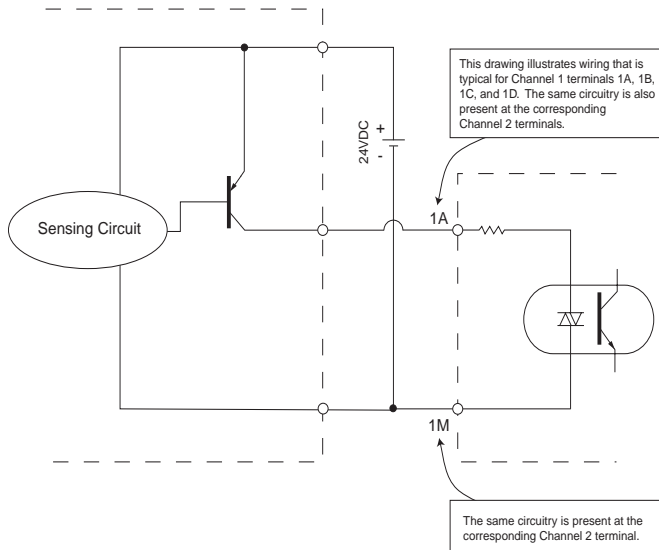 This drawing illustrates wiring that is
typical for Channel 1 terminals 1A, 1B,
1C, and 1D. The same circuitry is also
present at the corresponding
Channel 2 terminals.
24VDC
+
-
1A
Sensing Circuit
1M
The same circuitry is present at the
corresponding Channel 2 terminal.